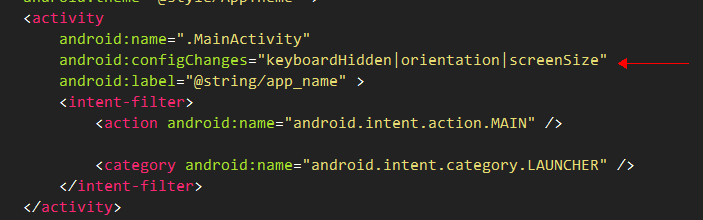 android:theme="@style/AppTheme" >
<activity
android:name=".MainActivity"
android:configChanges="keyboardHidden|orientation|screenSize"
android:label="@string/app_name" >
<intent-filter>
<action android:name="android.intent.action.MAIN" />
<category android:name="android.intent.category.LAUNCHER" />
</intent-filter>
</activity>